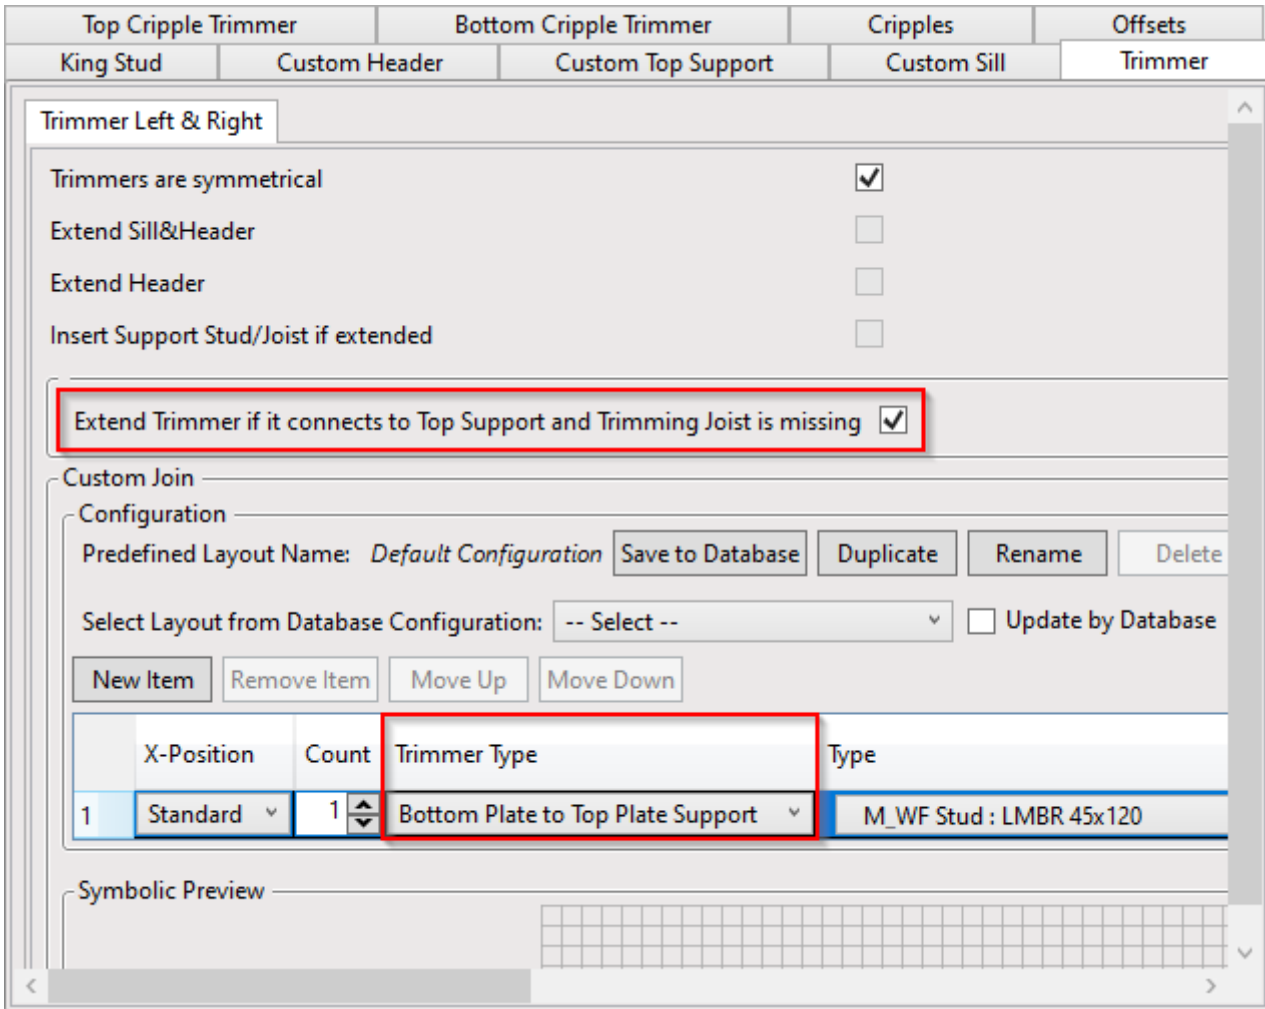 Top Cripple Trimmer Bottom Cripple Trimmer Cripples Offsets
King Stud Custom Header Custom Top Support Custom Sill Trimmer
Trimmer Left & Right
Trimmers are symmetrical
Extend Sill&Header
Extend Header
Insert Support Stud/Joist if extended
Extend Trimmer if it connects to Top Support and Trimming Joist is missing
Custom Join
Configuration
Predefined Layout Name: Default Configuration Save to Database Duplicate Rename Delete
Select Layout from Database Configuration: -- Select -- Update by Database
New Item Remove Item Move Up Move Down
X-Position Count Trimmer Type Type
1 Standard 1 Bottom Plate to Top Plate Support M_WF Stud : LMBR 45x120
Symbolic Preview